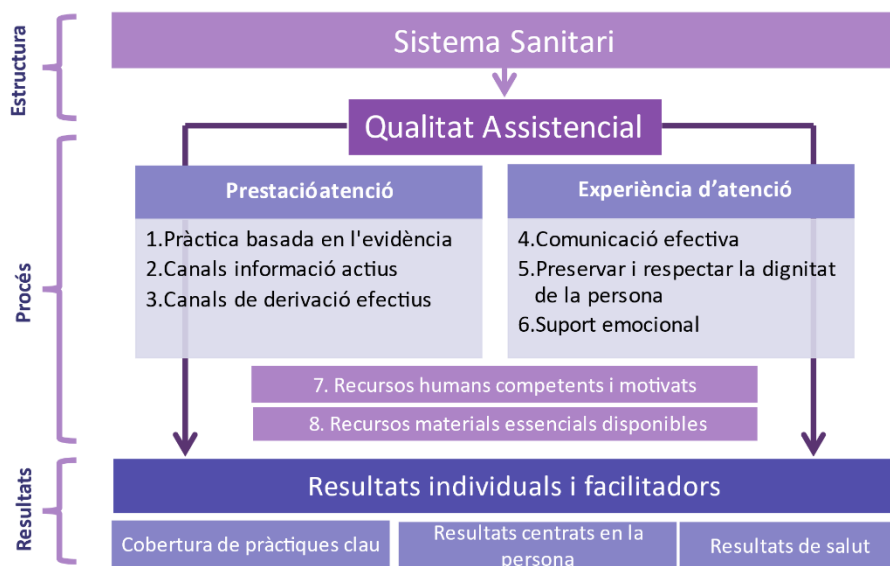 Estructura
Sistema Sanitari
Qualitat Assistencial
Procés
Prestacióatenció
1.Pràctica basada en l'evidència
2.Canals informació actius
3.Canals de derivació efectius
Experiència d'atenció
4.Comunicació efectiva
5.Preservar i respectar la dignitat
de la persona
6.Suport emocional
7. Recursos humans competents i motivats
8. Recursos materials essencials disponibles
Resultats
Resultats individuals i facilitadors
Cobertura de pràctiques clau
Resultats centrats en la
persona
Resultats de salut